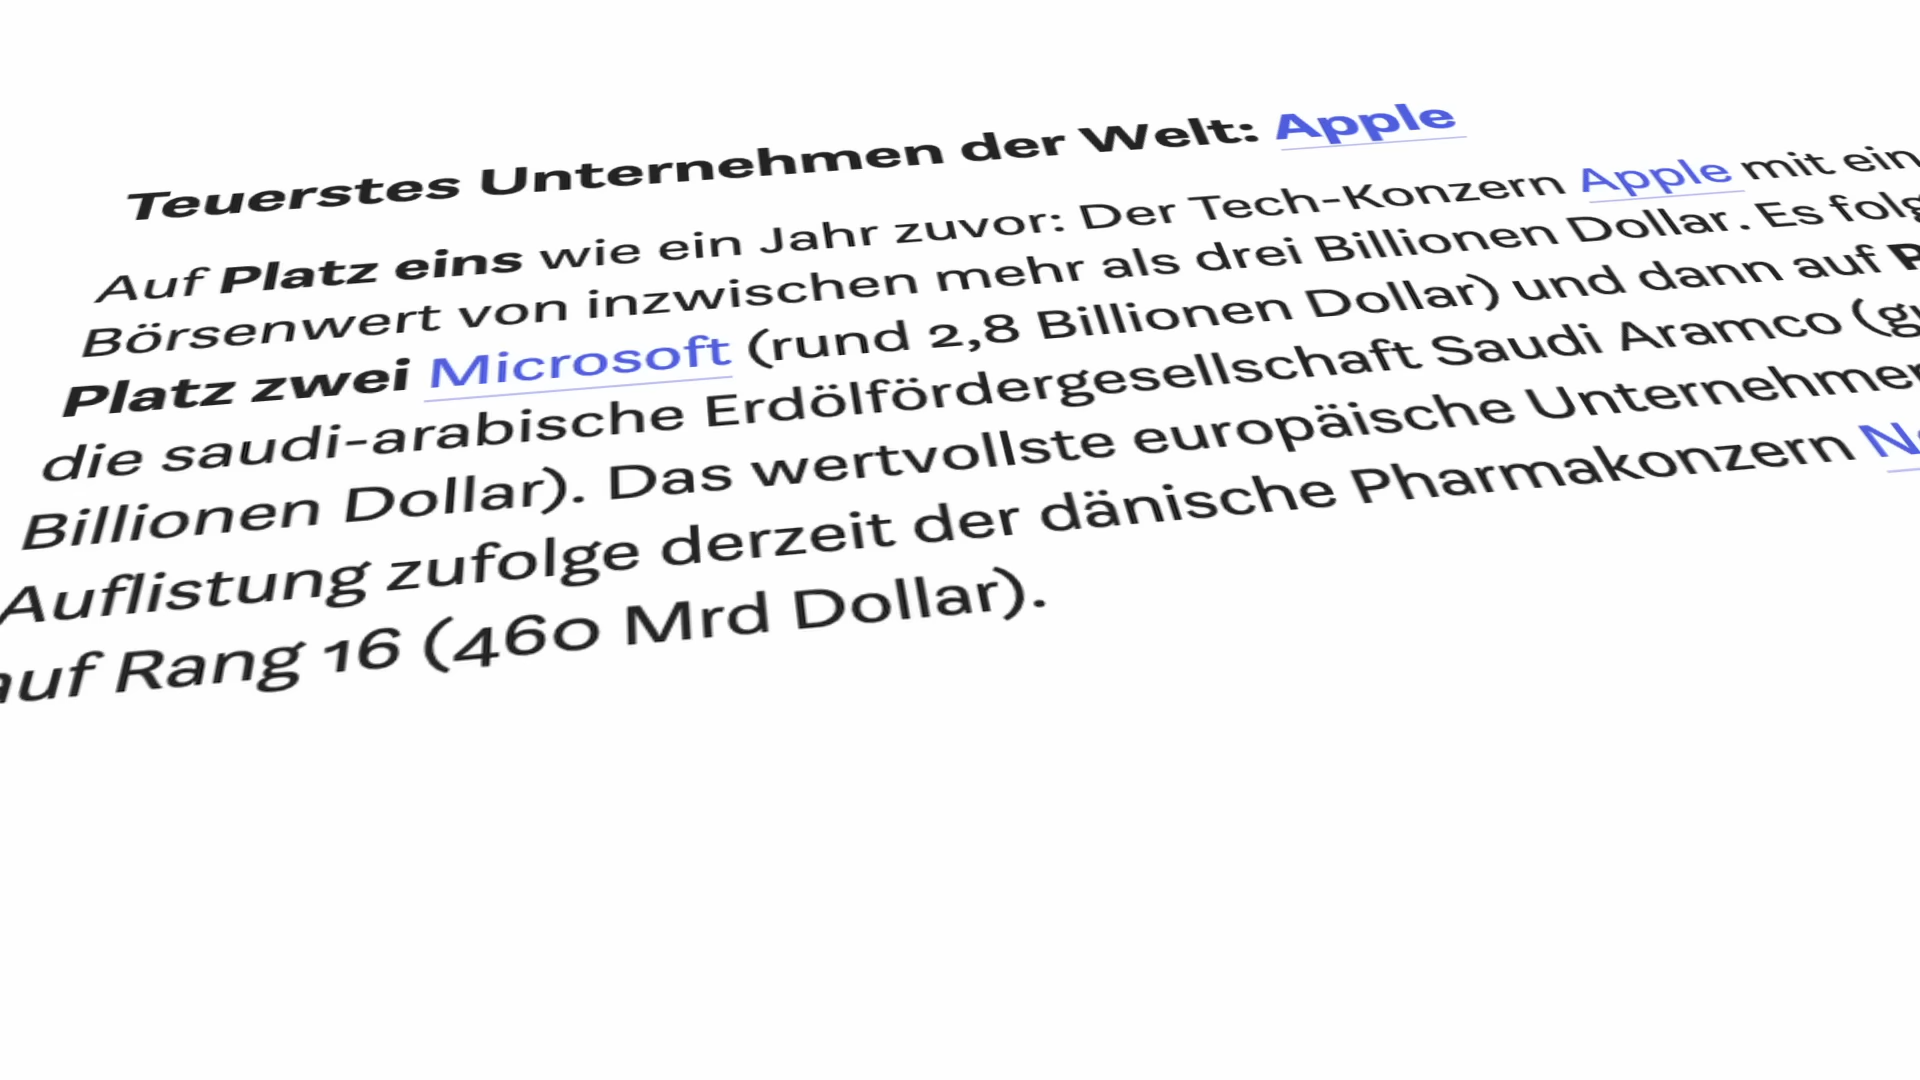 Teuerstes Unternehmen der Welt: Apple
Auf Platz eins wie ein Jahr zuvor: Der Tech-Konzern Apple mit
Börsenwert von inzwischen mehr als drei Billionen Dollar. Es
Platz zwei Microsoft (rund 2,8 Billionen Dollar) und dann auf
die saudi-arabische Erdölfördergesellschaft Saudi Aramco
Billionen Dollar). Das wertvollste europäische
Auflistung zufolge derzeit der dänische Pharmakonzern
auf Rang 16 (460 Mrd Dollar).